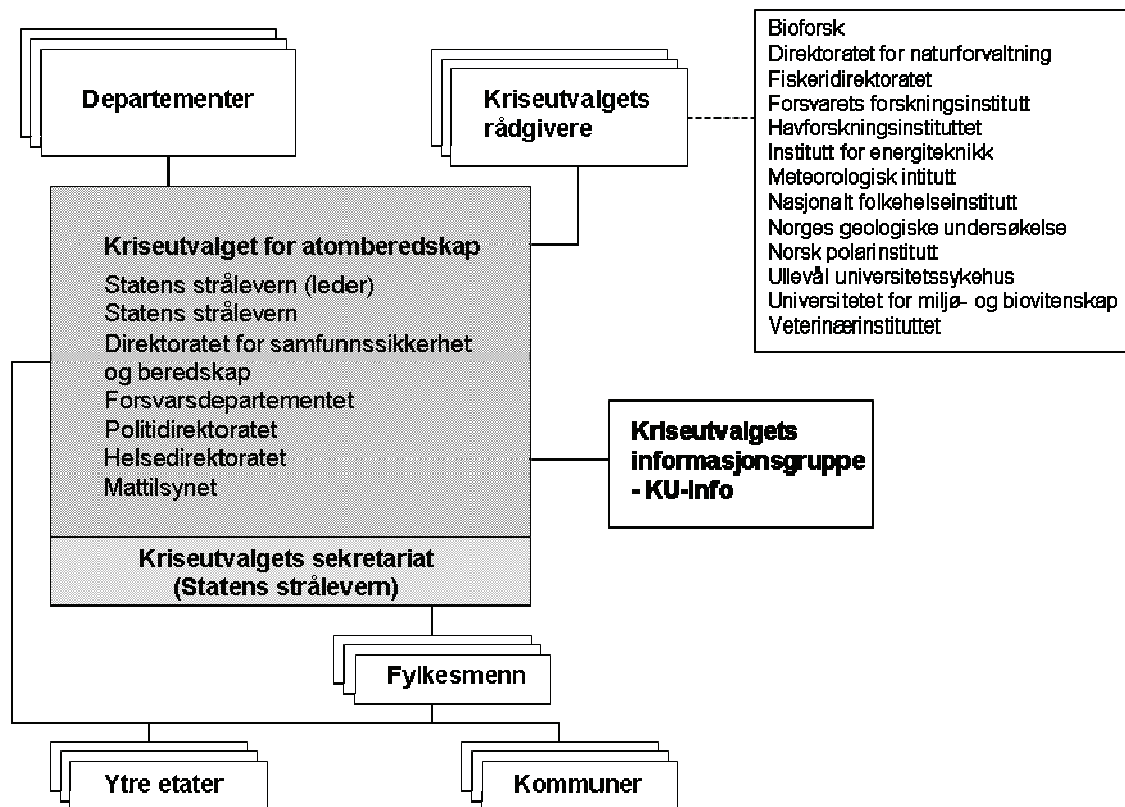 Departementer
Kriseutvalgets
rådgivere
Bioforsk
Direktoratet for naturforvaltning
Fiskeridirektoratet
Forsvarets forskningsinstitutt
Havforskningsinstituttet
Institutt for energiteknikk
Meteorologisk intitutt
Nasjonalt folkehelseinstitutt
Norges geologiske undersøkelse
Norsk polarinstitutt
Ullevål universitetssykehus
Universitetet for miljø- og biovitenskap
Veterinærinstituttet
Kriseutvalget for atomberedskap
Statens strålevern (leder)
Statens strålevern
Direktoratet for samfunnssikkerhet
og beredskap
Forsvarsdepartementet
Politidirektoratet
Helsedirektoratet
Mattilsynet
Kriseutvalgets
informasjonsgruppe
- KU-Info
Kriseutvalgets sekretariat
(Statens strålevern)
Fylkesmenn
Ytre etater
Kommuner